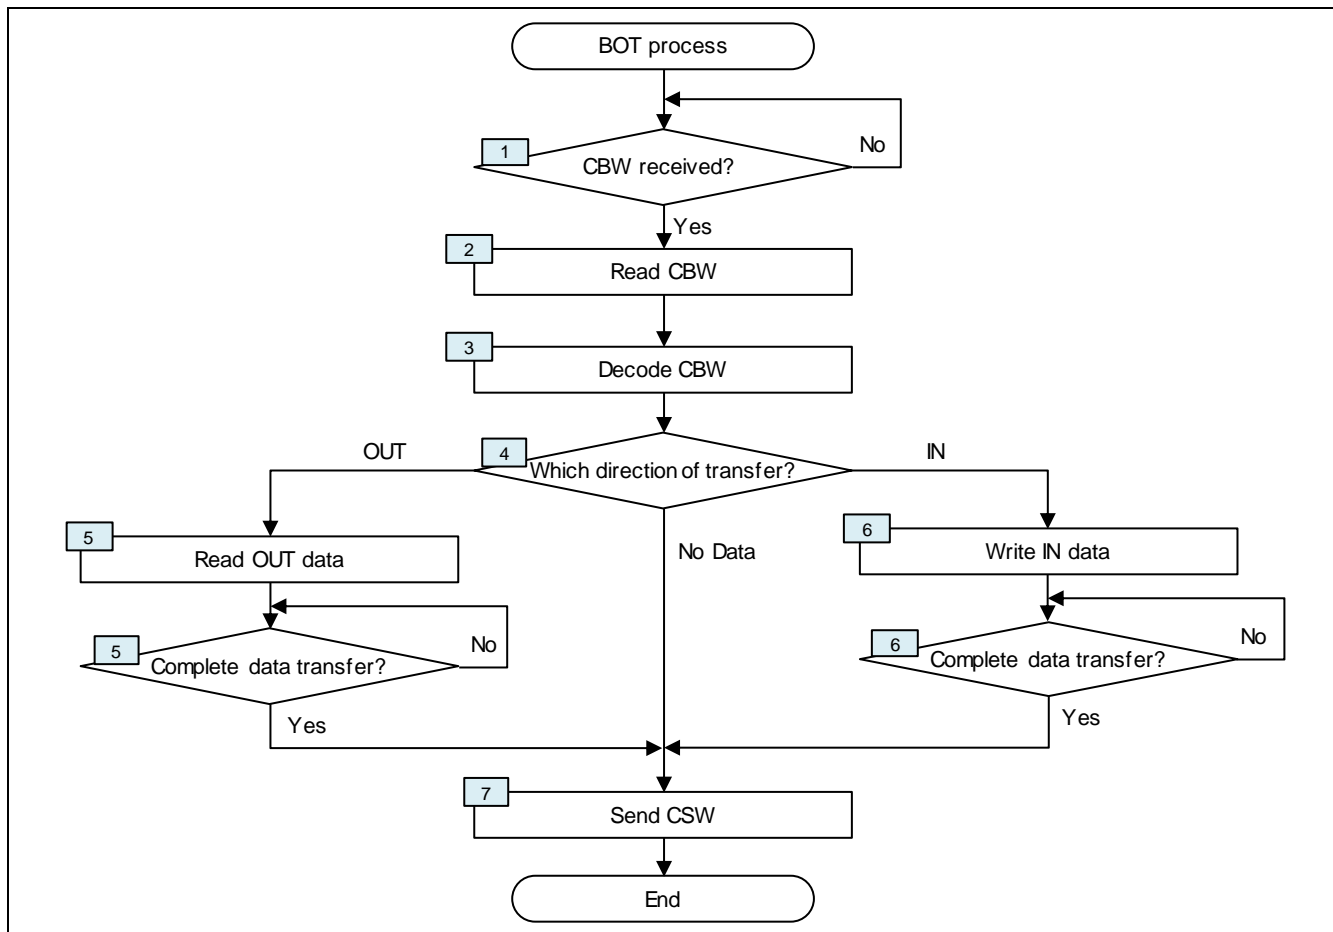 BOT process
1
CBW received?
No
Yes
2
Read CBW
3
Decode CBW
4
Which direction of transfer?
OUT
IN
No Data
5
Read OUT data
5
Complete data transfer?
No
Yes
6
Write IN data
6
Complete data transfer?
No
Yes
7
Send CSW
End